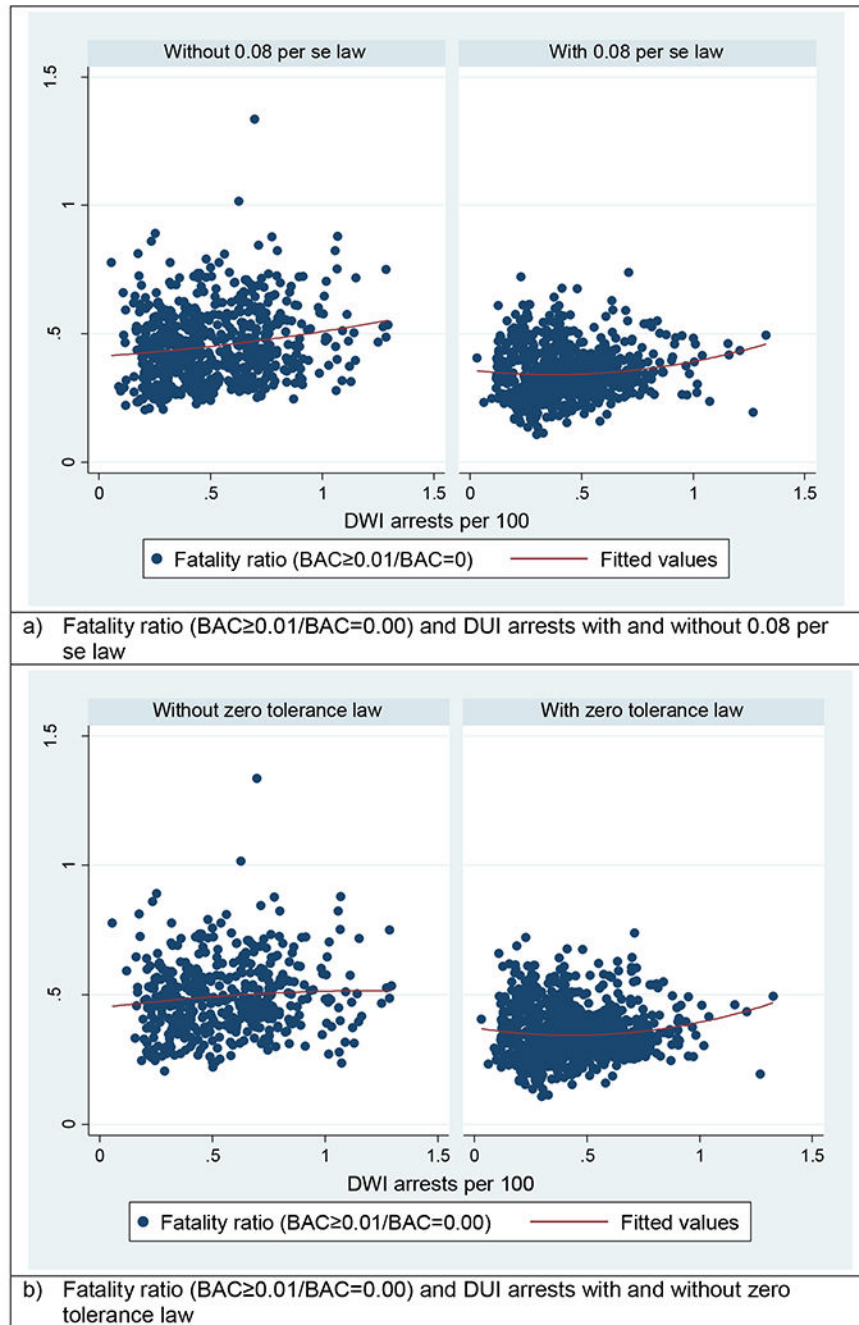 Without 0.08 per se law
With 0.08 per se law
1.5
1
.5
0
0
.5
1
1.5
0
.5
1
1.5
DWI arrests per 100
Fatality ratio (BAC≥0.01/BAC=0)
Fitted values
a) Fatality ratio (BAC≥0.01/BAC=0.00) and DUI arrests with and without 0.08 per
se law
Without zero tolerance law
With zero tolerance law
1.5
1
.5
0
0
.5
1
1.5
0
.5
1
1.5
DWI arrests per 100
Fatality ratio (BAC≥0.01/BAC=0.00)
Fitted values
b) Fatality ratio (BAC≥0.01/BAC=0.00) and DUI arrests with and without zero
tolerance law